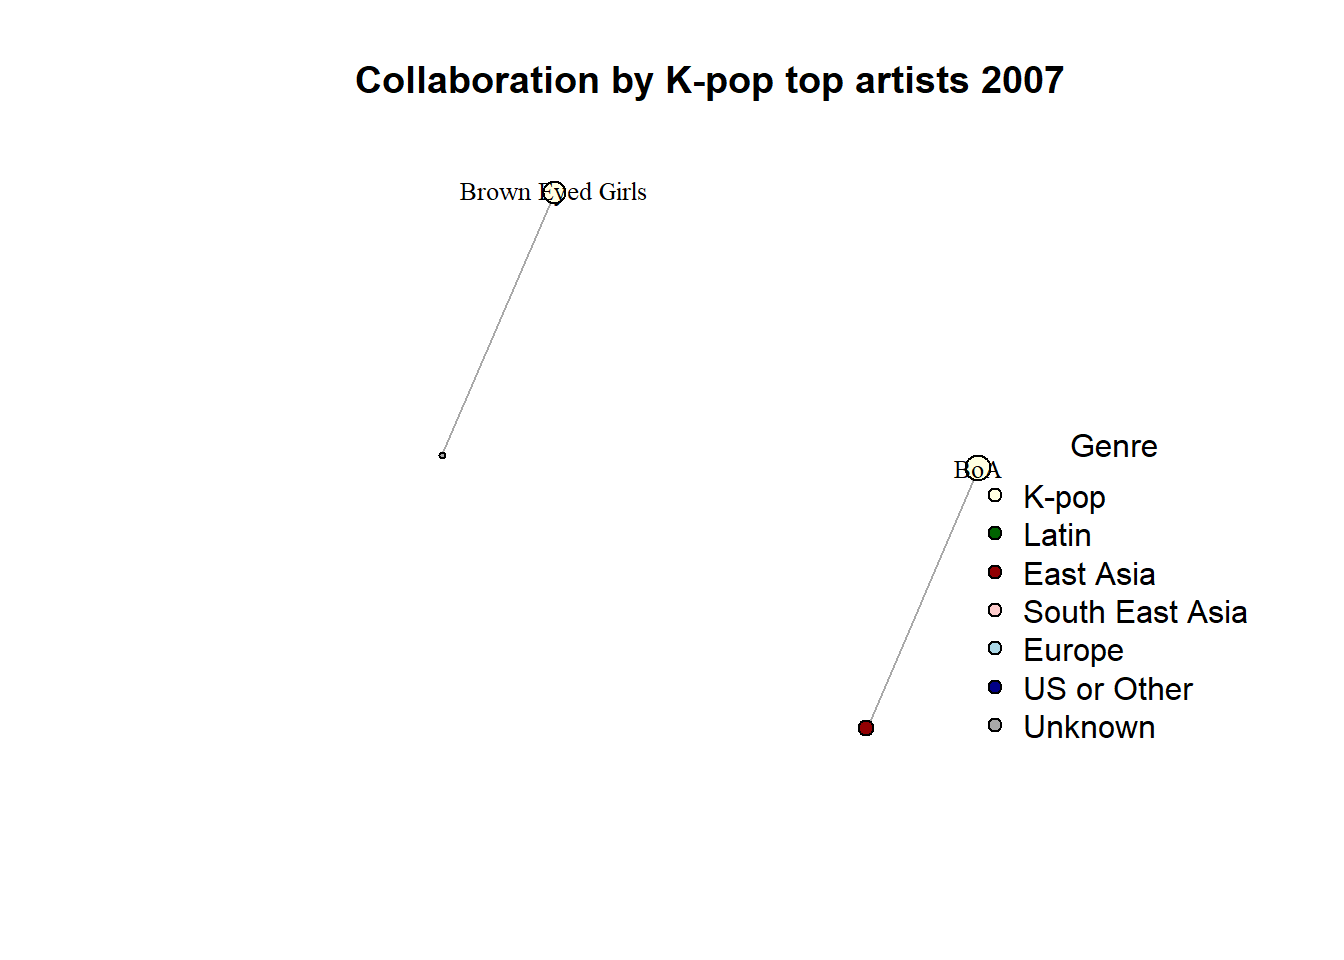 Collaboration by K-pop top artists 2007
Brown Eyed Girls
BoA
Genre
K-pop
Latin
East Asia
South East Asia
Europe
US or Other
Unknown